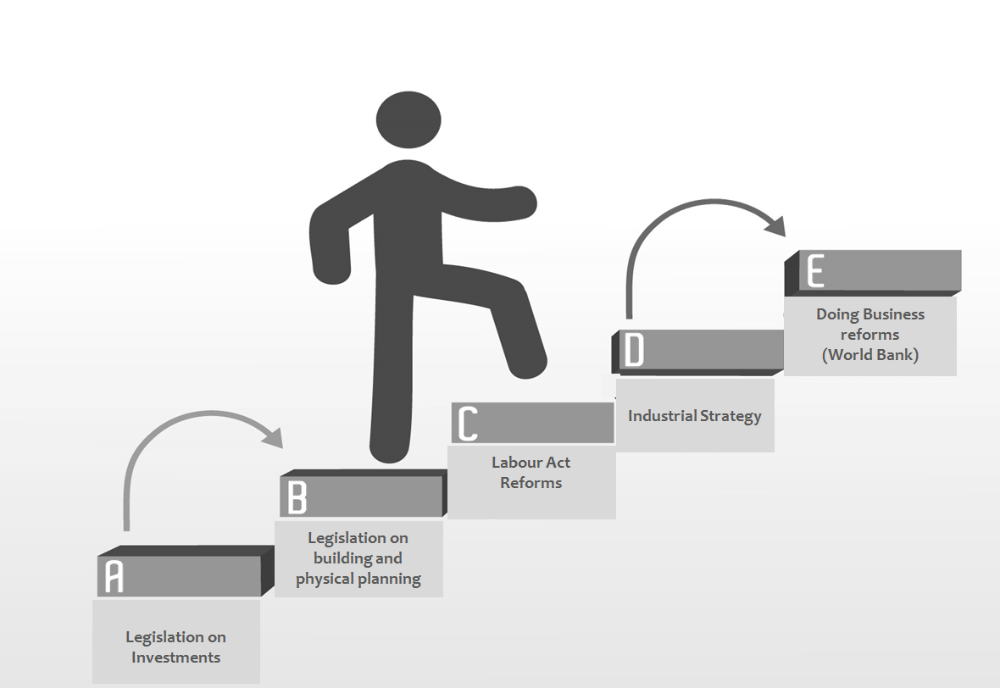 A
Legislation on
Investments
B
Legislation on
building and
physical planning
C
Labour Act
Reforms
D
Industrial Strategy
E
Doing Business
reforms
(World Bank)